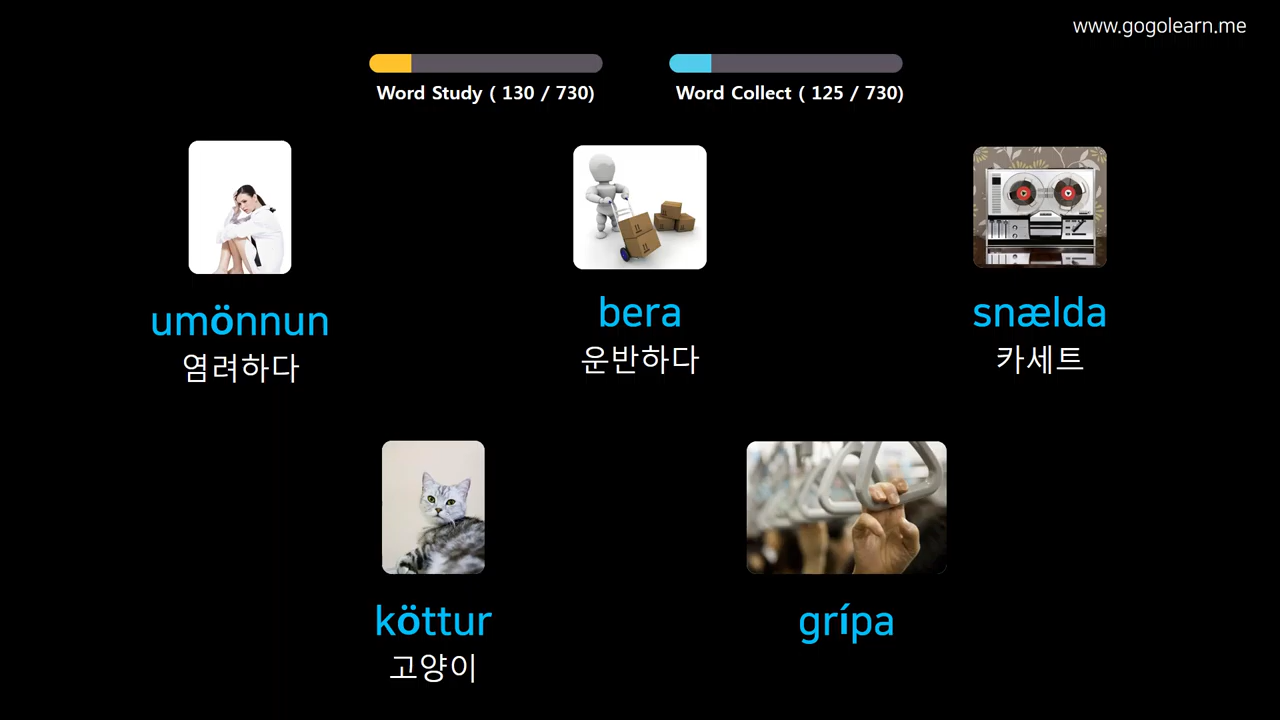 www.gogolearn.me
Word Study ( 130 / 730)
Word Collect ( 125 / 730)
umönnun
염려하다
bera
운반하다
snælda
카세트
köttur
고양이
grípa